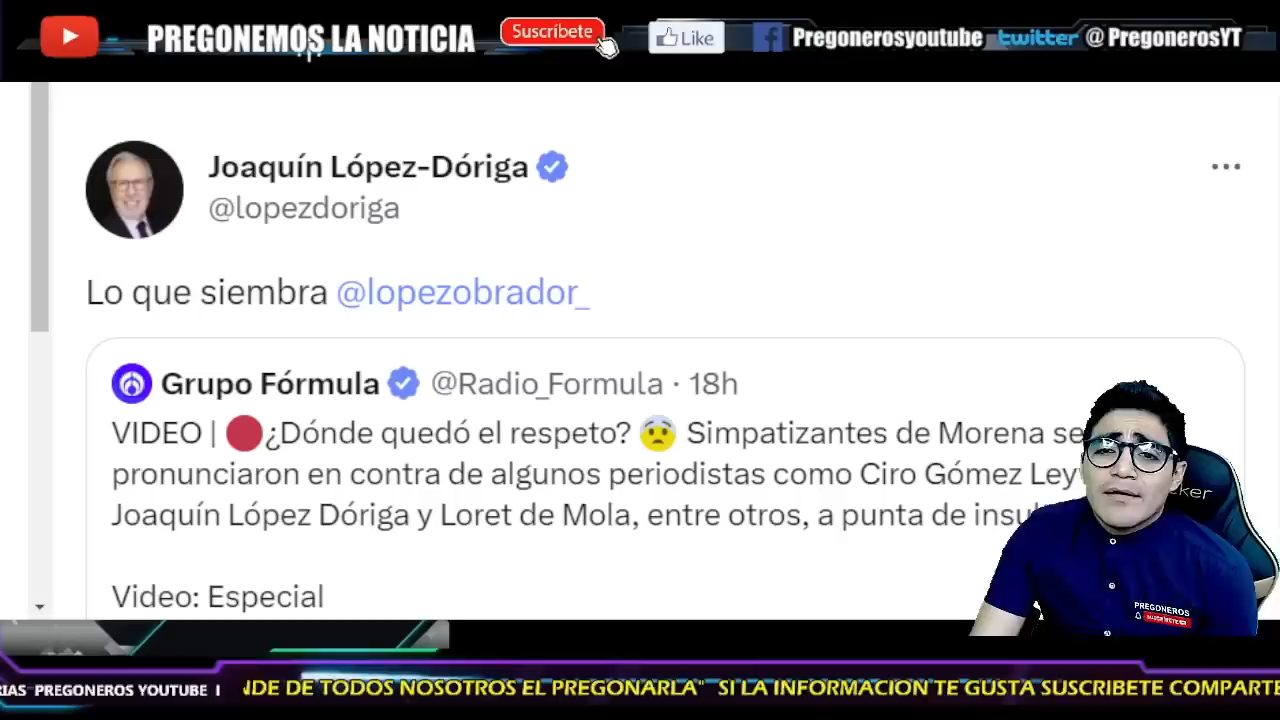 PREGONEMOS LA NOTICIA
Suscríbete
Like
Pregonerosyoutube
twitter @PregonerosYT
Joaquín López-Dóriga
@lopezdoriga
Lo que siembra @lopezobrador_
Grupo Fórmula @Radio_Formula · 18h
VIDEO | ¿Dónde quedó el respeto? Simpatizantes de Morena se
pronunciaron en contra de algunos periodistas como Ciro Gómez Ley
Joaquín López Dóriga y Loret de Mola, entre otros, a punta de insu
Video: Especial
PREGONEROS
PREGONEROS YOUTUBE | NDE DE TODOS NOSOTROS EL PREGONARLA" SI LA INFORMACION TE GUSTA SUSCRIBETE COMPARTE